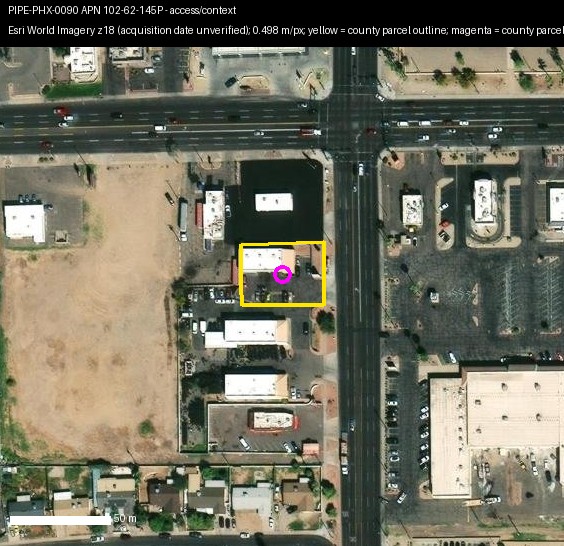 PIPE-PHX-0090 APN 102-62-145P - access/context
Esri World Imagery z18 (acquisition date unverified); 0.498 m/px; yellow = county parcel outline; magenta = county parcel
50 m